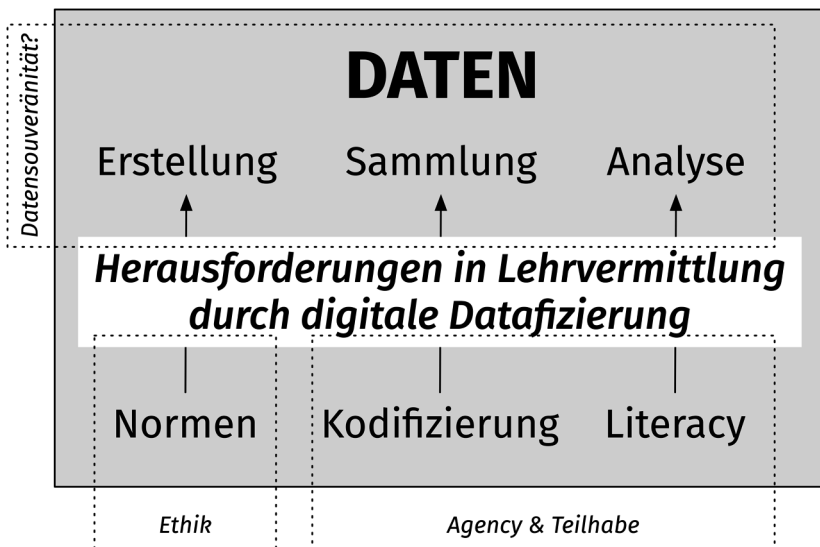 Datensouveränität?
DATEN
Erstellung
Sammlung
Analyse
Herausforderungen in Lehrvermittlung
durch digitale Datafizierung
Normen
Kodifizierung
Literacy
Ethik
Agency & Teilhabe